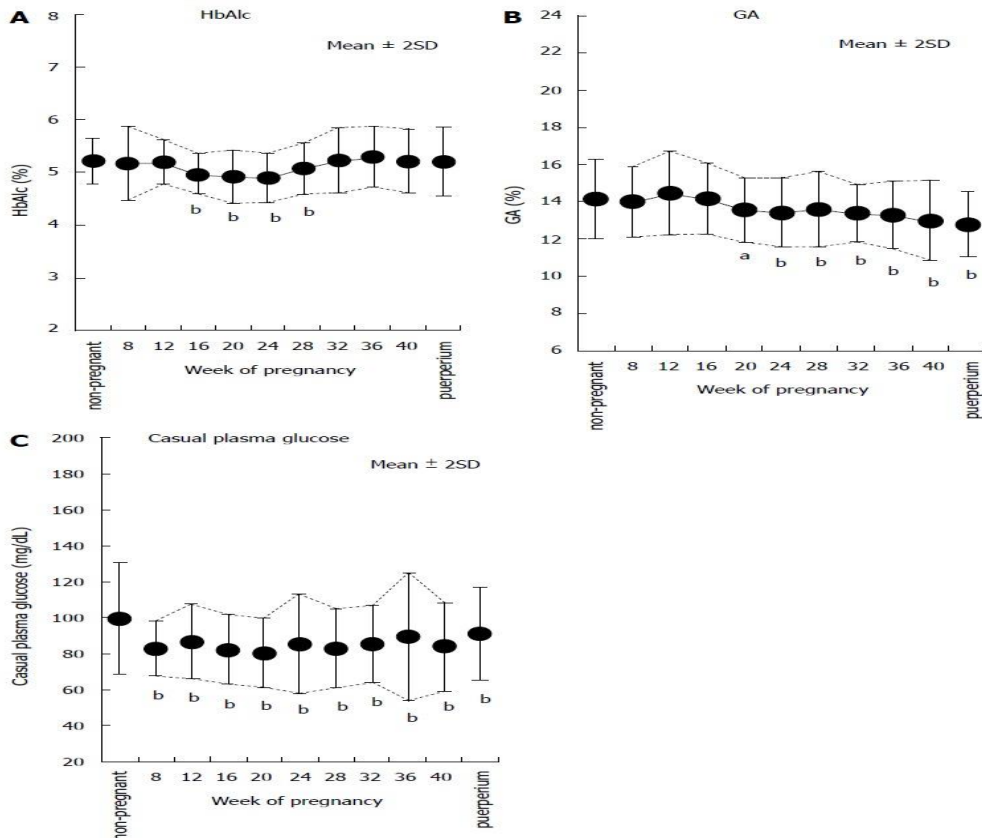 A HbAlc
Mean ± 2SD
8
7
6
5
4
3
2
HbAlc (%)
b b b b
non-pregnant 8 12 16 20 24 28 32 36 40 puerperium
Week of pregnancy
B GA
Mean ± 2SD
24
22
20
18
16
14
12
10
8
6
GA (%)
a b b b b b b
non-pregnant 8 12 16 20 24 28 32 36 40 puerperium
Week of pregnancy
C Casual plasma glucose
Mean ± 2SD
200
180
160
140
120
100
80
60
40
20
Casual plasma glucose (mg/dL)
b b b b b b b b b b
non-pregnant 8 12 16 20 24 28 32 36 40 puerperium
Week of pregnancy